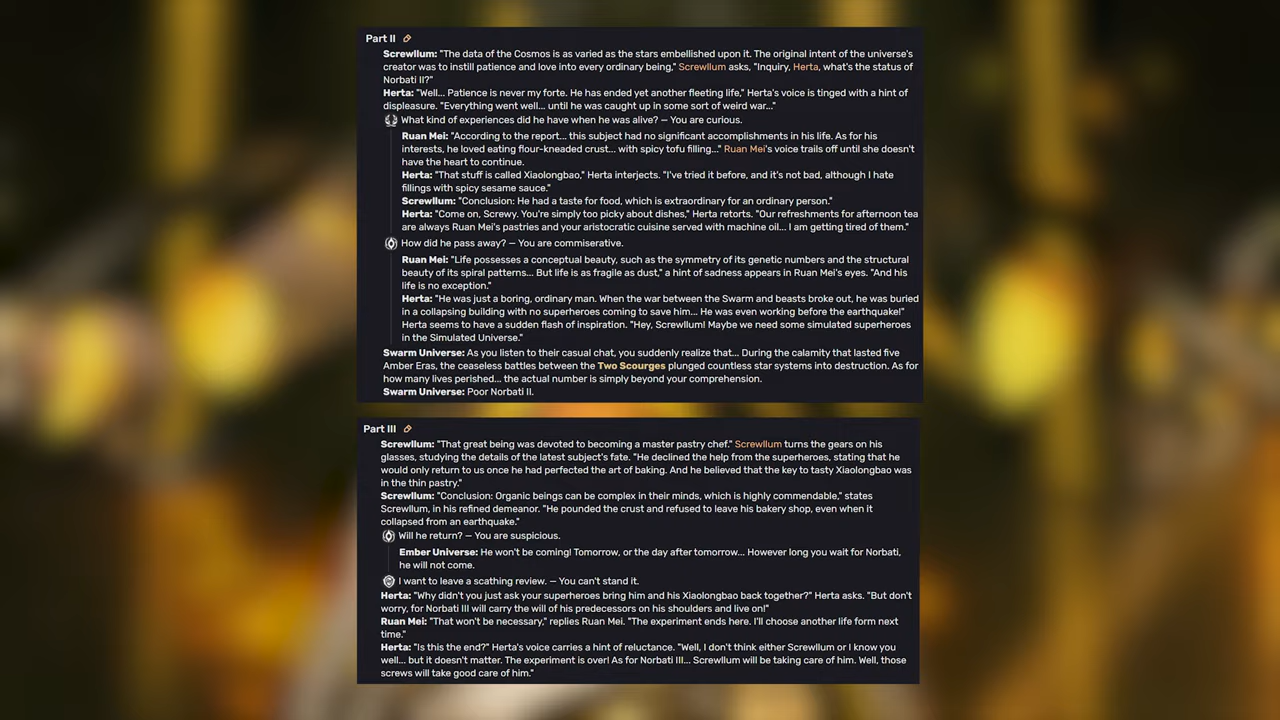 Part II
Screwllum: "The data of the Cosmos is as varied as the stars embellished upon it. The original intent of the universe's
creator was to instill patience and love into every ordinary being," Screwllum asks, "Inquiry, Herta, what's the status of
Norbati II?"
Herta: "Well... Patience is never my forte. He has ended yet another fleeting life," Herta's voice is tinged with a hint of
displeasure. "Everything went well... until he was caught up in some sort of weird war..."
What kind of experiences did he have when he was alive? — You are curious.
Ruan Mei: "According to the report... this subject had no significant accomplishments in his life. As for his
interests, he loved eating flour-kneaded crust... with spicy tofu filling..." Ruan Mei's voice trails off until she doesn't
have the heart to continue.
Herta: "That stuff is called Xiaolongbao," Herta interjects. "I've tried it before, and it's not bad, although I hate
fillings with spicy sesame sauce."
Screwllum: "Conclusion: He had a taste for food, which is extraordinary for an ordinary person."
Herta: "Come on, Screwy. You're simply too picky about dishes," Herta retorts. "Our refreshments for afternoon tea
are always Ruan Mei's pastries and your aristocratic cuisine served with machine oil... I am getting tired of them."
How did he pass away? — You are commiserative.
Ruan Mei: "Life possesses a conceptual beauty, such as the symmetry of its genetic numbers and the structural
beauty of its spiral patterns... But life is as fragile as dust," a hint of sadness appears in Ruan Mei's eyes. "And his
life is no exception."
Herta: "He was just a boring, ordinary man. When the war between the Swarm and beasts broke out, he was buried
in a collapsing building with no superheroes coming to save him... He was even working before the earthquake!"
Herta seems to have a sudden flash of inspiration. "Hey, Screwllum! Maybe we need some simulated superheroes
in the Simulated Universe."
Swarm Universe: As you listen to their casual chat, you suddenly realize that... During the calamity that lasted five
Amber Eras, the ceaseless battles between the Two Scourges plunged countless star systems into destruction. As for
how many lives perished... the actual number is simply beyond your comprehension.
Swarm Universe: Poor Norbati II.
Part III
Screwllum: "That great being was devoted to becoming a master pastry chef." Screwllum turns the gears on his
glasses, studying the details of the latest subject's fate. "He declined the help from the superheroes, stating that he
would only return to us once he had perfected the art of baking. And he believed that the key to tasty Xiaolongbao was
in the thin pastry."
Screwllum: "Conclusion: Organic beings can be complex in their minds, which is highly commendable," states
Screwllum, in his refined demeanor. "He pounded the crust and refused to leave his bakery shop, even when it
collapsed from an earthquake."
Will he return? — You are suspicious.
Ember Universe: He won't be coming! Tomorrow, or the day after tomorrow... However long you wait for Norbati,
he will not come.
I want to leave a scathing review. — You can't stand it.
Herta: "Why didn't you just ask your superheroes bring him and his Xiaolongbao back together?" Herta asks. "But don't
worry, for Norbati III will carry the will of his predecessors on his shoulders and live on!"
Ruan Mei: "That won't be necessary," replies Ruan Mei. "The experiment ends here. I'll choose another life form next
time."
Herta: "Is this the end?" Herta's voice carries a hint of reluctance. "Well, I don't think either Screwllum or I know you
well... but it doesn't matter. The experiment is over! As for Norbati III... Screwllum will be taking care of him. Well, those
screws will take good care of him."